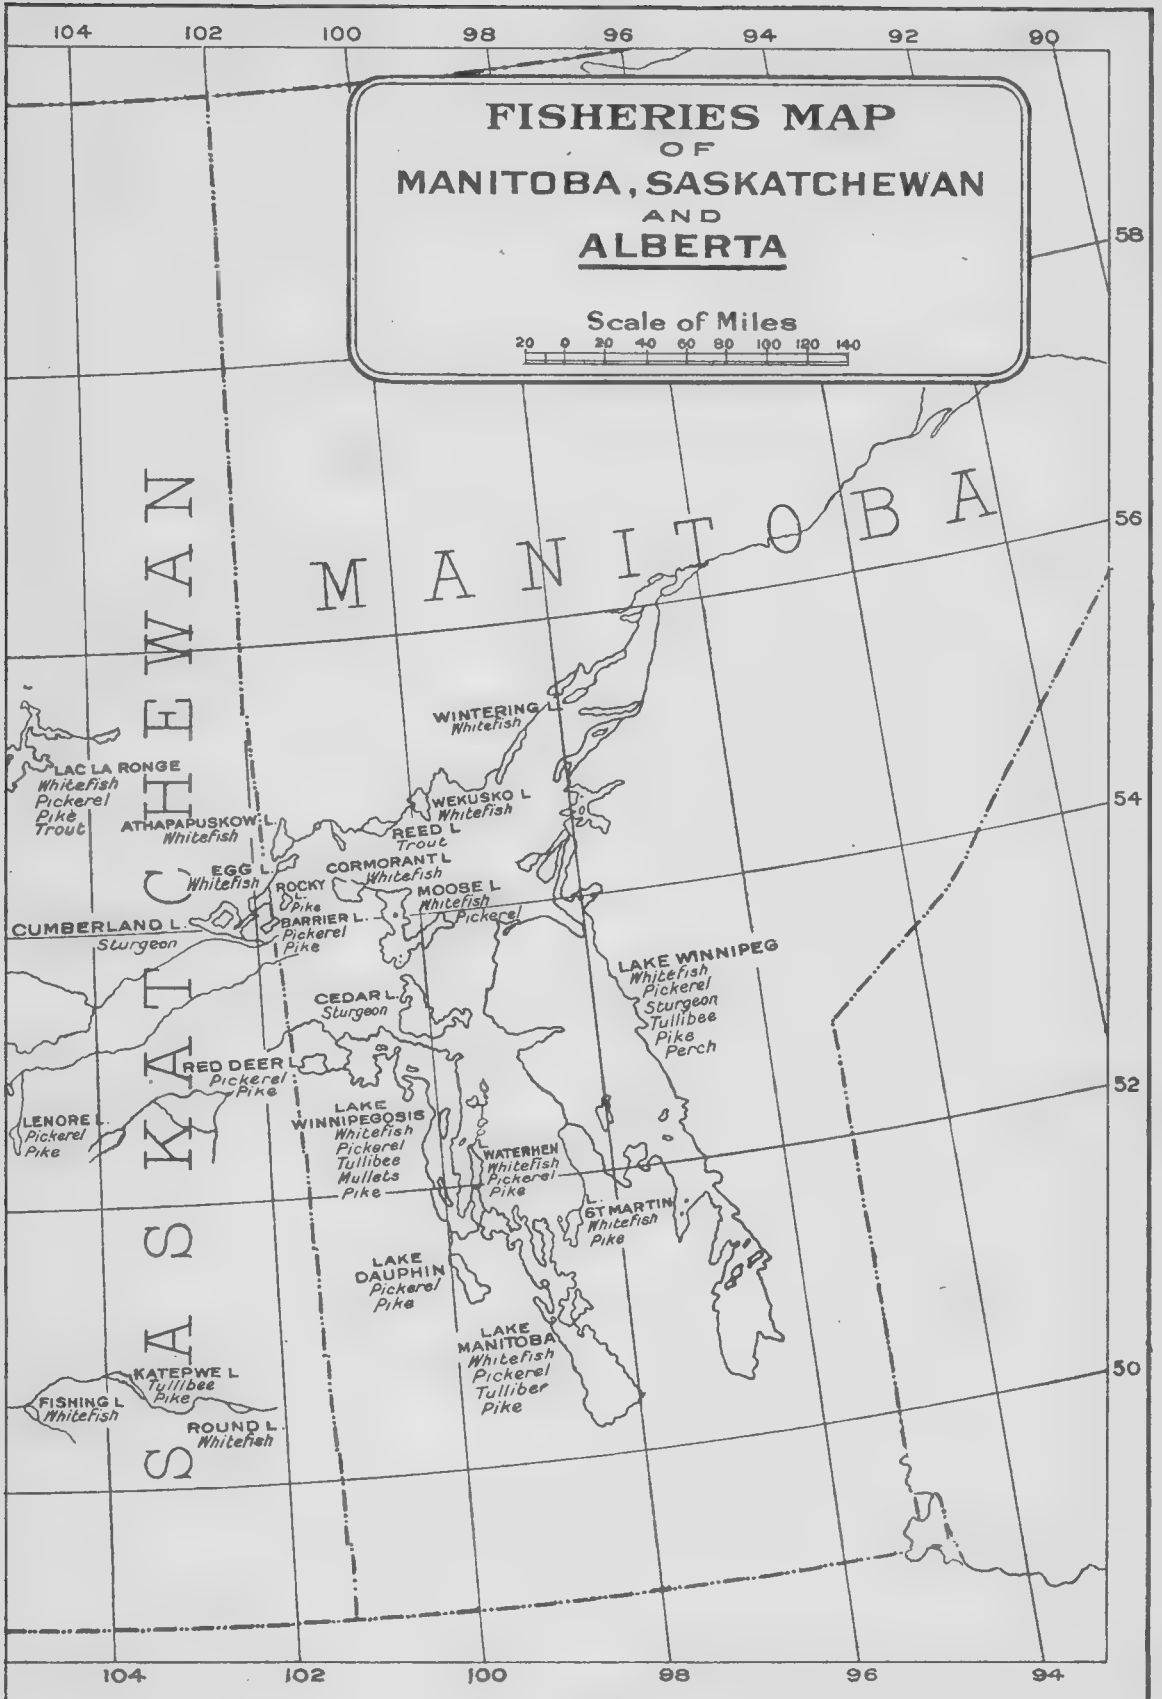 104 102 100 98 96 94 92 90
FISHERIES MAP
OF
MANITOBA, SASKATCHEWAN
AND
ALBERTA
Scale of Miles
20 0 20 40 60 80 100 120 140
58
56
54
52
50
MANITOBA
SASKATCHEWAN
WINTERING L.
Whitefish
LAC LA RONGE
Whitefish
Pickerel
Pike
Trout
WEKUSKO L
Whitefish
ATHAPAPUSKOW L.
Whitefish
REED L
Trout
CORMORANT L
Whitefish
EGG L
Whitefish
ROCKY
L.
Pike
MOOSE L
Whitefish
Pickerel
CUMBERLAND L.
Sturgeon
BARRIER L.
Pickerel
Pike
LAKE WINNIPEG
Whitefish
Pickerel
Sturgeon
Tullibee
Pike
Perch
CEDAR L.
Sturgeon
RED DEER L
Pickerel
Pike
LENORE L.
Pickerel
Pike
LAKE
WINNIPEGOSIS
Whitefish
Pickerel
Tullibee
Mullets
Pike
L
WATERHEN
Whitefish
Pickerel
Pike
L.
ST MARTIN
Whitefish
Pike
LAKE
DAUPHIN
Pickerel
Pike
LAKE
MANITOBA
Whitefish
Pickerel
Tulliber
Pike
KATEPWE L
Tullibee
Pike
FISHING L
Whitefish
ROUND L.
Whitefish
104 102 100 98 96 94